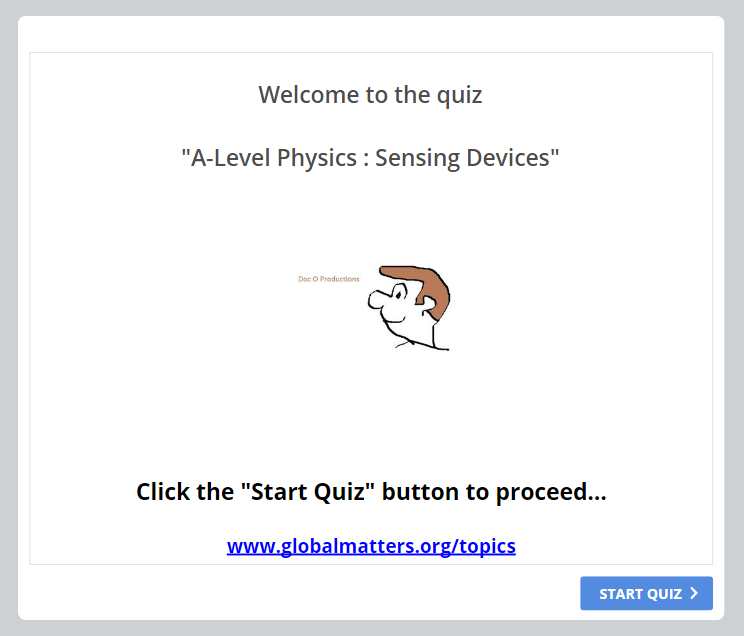 Welcome to the quiz
"A-Level Physics : Sensing Devices"
Doc O Productions
Click the "Start Quiz" button to proceed...
www.globalmatters.org/topics
START QUIZ